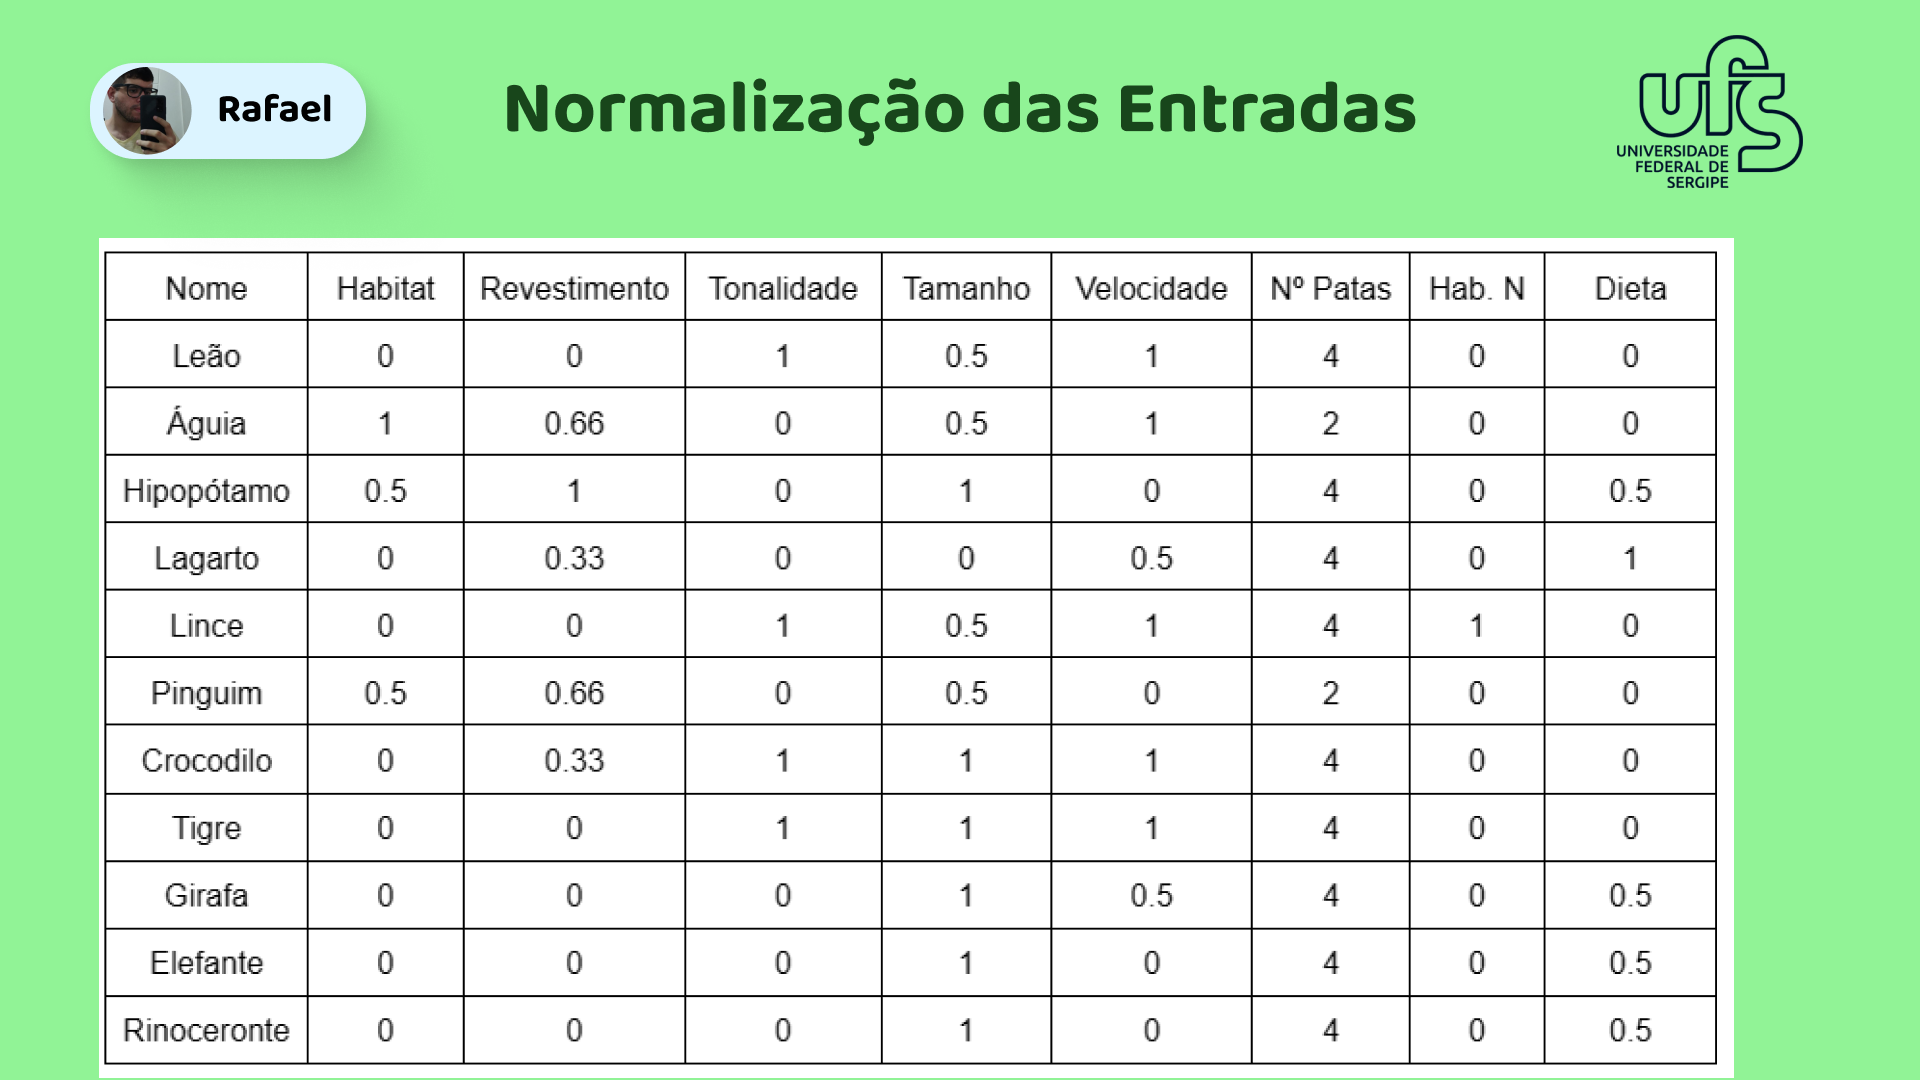 Rafael
Normalização das Entradas
ufs
UNIVERSIDADE
FEDERAL DE
SERGIPE
Nome Habitat Revestimento Tonalidade Tamanho Velocidade Nº Patas Hab. N Dieta
Leão 0 0 1 0.5 1 4 0 0
Águia 1 0.66 0 0.5 1 2 0 0
Hipopótamo 0.5 1 0 1 0 4 0 0.5
Lagarto 0 0.33 0 0 0.5 4 0 1
Lince 0 0 1 0.5 1 4 1 0
Pinguim 0.5 0.66 0 0.5 0 2 0 0
Crocodilo 0 0.33 1 1 1 4 0 0
Tigre 0 0 1 1 1 4 0 0
Girafa 0 0 0 1 0.5 4 0 0.5
Elefante 0 0 0 1 0 4 0 0.5
Rinoceronte 0 0 0 1 0 4 0 0.5